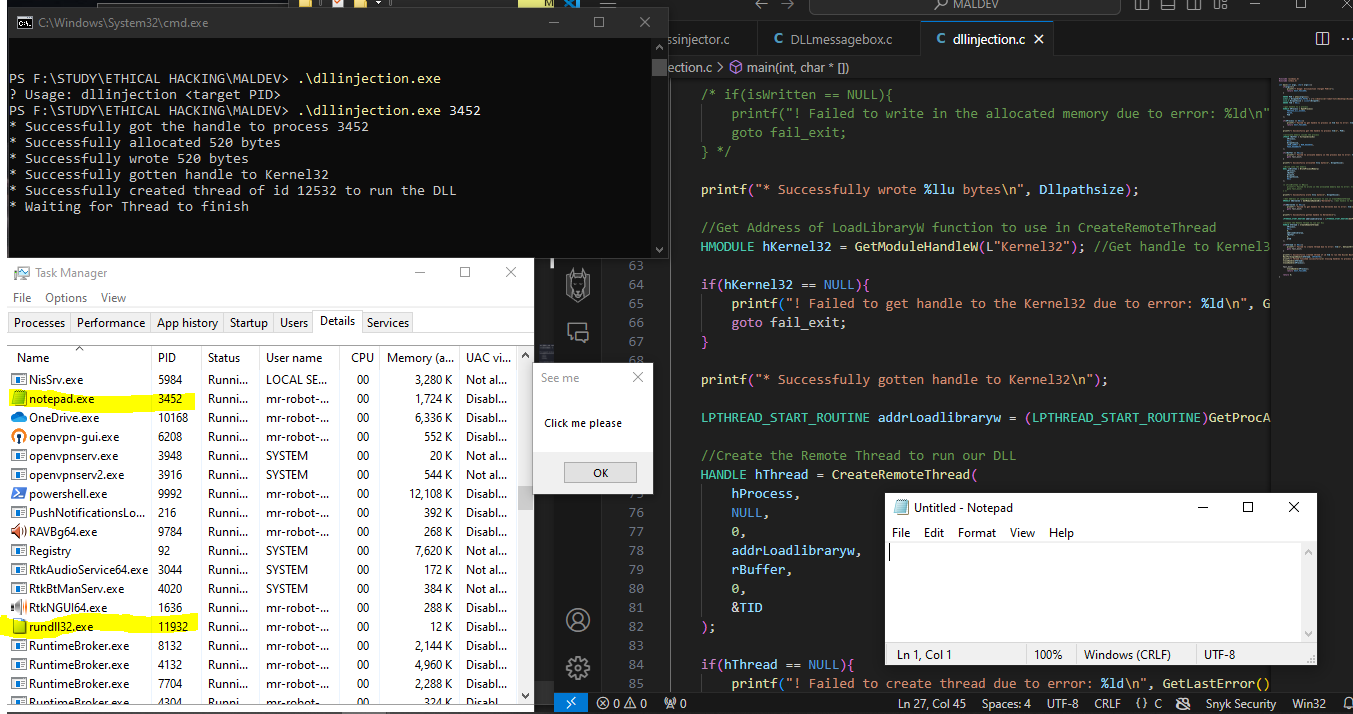 C:\Windows\System32\cmd.exe
PS F:\STUDY\ETHICAL HACKING\MALDEV> .\dllinjection.exe
? Usage: dllinjection <target PID>
PS F:\STUDY\ETHICAL HACKING\MALDEV> .\dllinjection.exe 3452
* Successfully got the handle to process 3452
* Successfully allocated 520 bytes
* Successfully wrote 520 bytes
* Successfully gotten handle to Kernel32
* Successfully created thread of id 12532 to run the DLL
* Waiting for Thread to finish
MALDEV
ssinjector.c
C DLLmessagebox.c
C dllinjection.c
ection.c > main(int, char * [])
/* if(isWritten == NULL){
printf("! Failed to write in the allocated memory due to error: %ld\n"
goto fail_exit;
} */
printf("* Successfully wrote %llu bytes\n", Dllpathsize);
//Get Address of LoadLibraryW function to use in CreateRemoteThread
HMODULE hKernel32 = GetModuleHandleW(L"Kernel32"); //Get handle to Kernel3
63
64 if(hKernel32 == NULL){
65 printf("! Failed to get handle to the Kernel32 due to error: %ld\n", G
66 goto fail_exit;
67 }
68
printf("* Successfully gotten handle to Kernel32\n");
LPTHREAD_START_ROUTINE addrLoadlibraryw = (LPTHREAD_START_ROUTINE)GetProcA
//Create the Remote Thread to run our DLL
HANDLE hThread = CreateRemoteThread(
75 hProcess,
76 NULL,
77 0,
78 addrLoadlibraryw,
79 rBuffer,
80 0,
81 &TID
82 );
83
84 if(hThread == NULL){
85 printf("! Failed to create thread due to error: %ld\n", GetLastError()
Task Manager
File Options View
Processes Performance App history Startup Users Details Services
Name PID Status User name CPU Memory (a... UAC vi...
NisSrv.exe 5984 Runni... LOCAL SE... 00 3,280 K Not al...
notepad.exe 3452 Runni... mr-robot-... 00 1,724 K Disabl...
OneDrive.exe 10168 Runni... mr-robot-... 00 6,336 K Disabl...
openvpn-gui.exe 6208 Runni... mr-robot-... 00 552 K Disabl...
openvpnserv.exe 3948 Runni... SYSTEM 00 20 K Not al...
openvpnserv2.exe 3916 Runni... SYSTEM 00 544 K Not al...
powershell.exe 9992 Runni... mr-robot-... 00 12,108 K Disabl...
PushNotificationsLo... 216 Runni... mr-robot-... 00 392 K Disabl...
RAVBg64.exe 9784 Runni... mr-robot-... 00 268 K Disabl...
Registry 92 Runni... SYSTEM 00 7,620 K Not al...
RtkAudioService64.exe 3044 Runni... SYSTEM 00 172 K Not al...
RtkBtManServ.exe 4020 Runni... SYSTEM 00 384 K Not al...
RtkNGUI64.exe 1636 Runni... mr-robot-... 00 288 K Disabl...
rundll32.exe 11932 Runni... mr-robot-... 00 12 K Disabl...
RuntimeBroker.exe 8132 Runni... mr-robot-... 00 2,144 K Disabl...
RuntimeBroker.exe 4132 Runni... mr-robot-... 00 4,960 K Disabl...
RuntimeBroker.exe 7704 Runni... mr-robot-... 00 2,288 K Disabl...
RuntimeBroker.exe 4304 Runni... mr-robot-... 00 324 K Disabl...
See me
Click me please
OK
Untitled - Notepad
File Edit Format View Help
Ln 1, Col 1 100% Windows (CRLF) UTF-8
0 0 0 Ln 27, Col 45 Spaces: 4 UTF-8 CRLF {} C Snyk Security Win32